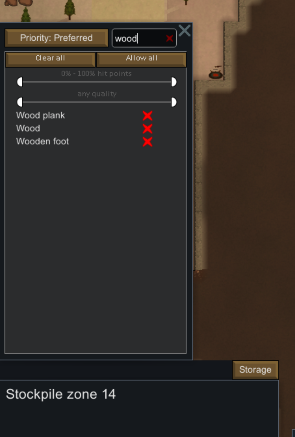 Priority: Preferred
wood
Clear all
Allow all
0% - 100% hit points
any quality
Wood plank
Wood
Wooden foot
Storage
Stockpile zone 14